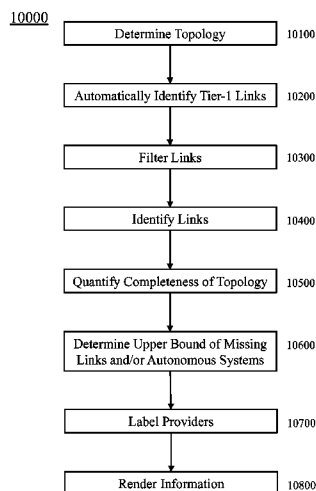 10000
Determine Topology 10100
Automatically Identify Tier-1 Links 10200
Filter Links 10300
Identify Links 10400
Quantify Completeness of Topology 10500
Determine Upper Bound of Missing
Links and/or Autonomous Systems 10600
Label Providers 10700
Render Information 10800